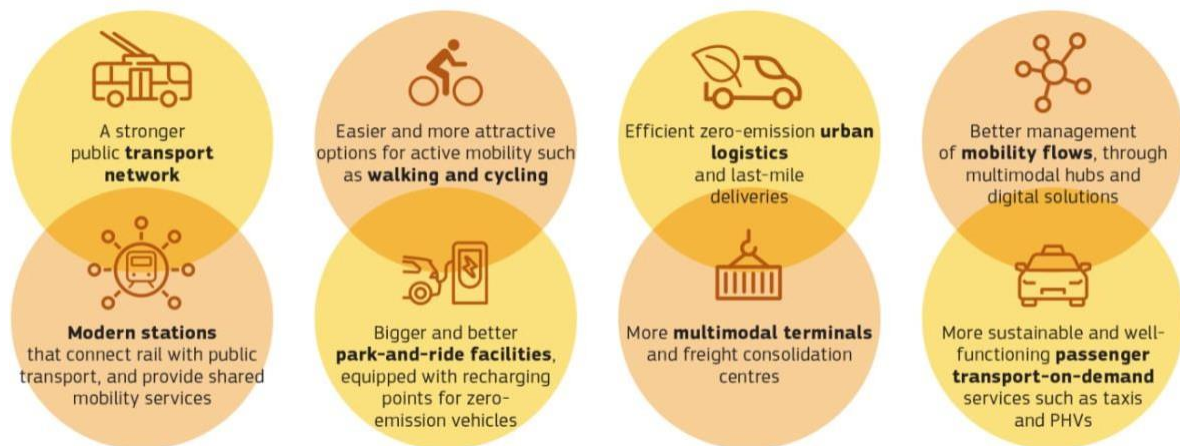 A stronger
public transport
network
Easier and more attractive
options for active mobility such
as walking and cycling
Efficient zero-emission urban
logistics
and last-mile
deliveries
Better management
of mobility flows, through
multimodal hubs and
digital solutions
Modern stations
that connect rail with public
transport, and provide shared
mobility services
Bigger and better
park-and-ride facilities,
equipped with recharging
points for zero-
emission vehicles
More multimodal terminals
and freight consolidation
centres
More sustainable and well-
functioning passenger
transport-on-demand
services such as taxis
and PHVs